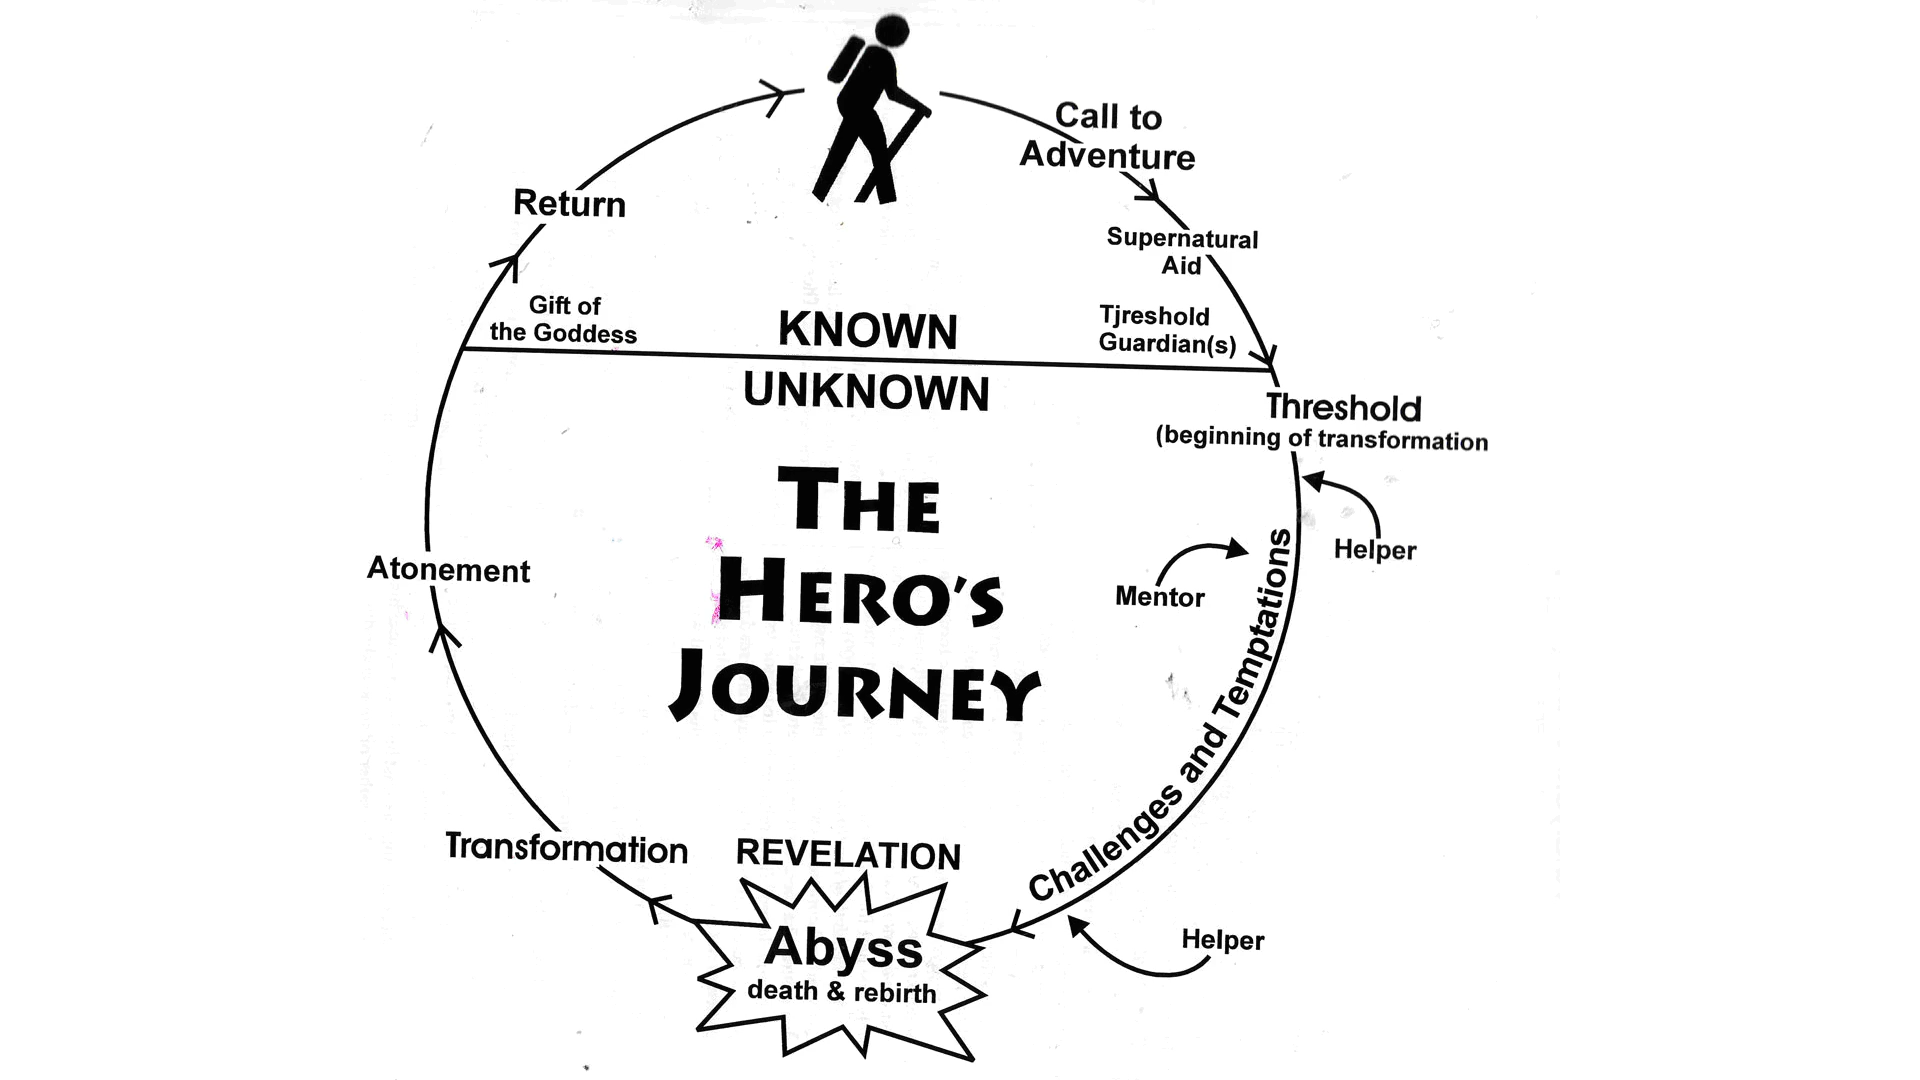 Call to
Adventure
Supernatural
Aid
Tjreshold
Guardian(s)
Return
Gift of
the Goddess
KNOWN
UNKNOWN
Threshold
(beginning of transformation
Helper
Mentor
THE
HERO'S
JOURNEY
Challenges and Temptations
Helper
Atonement
Transformation
REVELATION
Abyss
death & rebirth